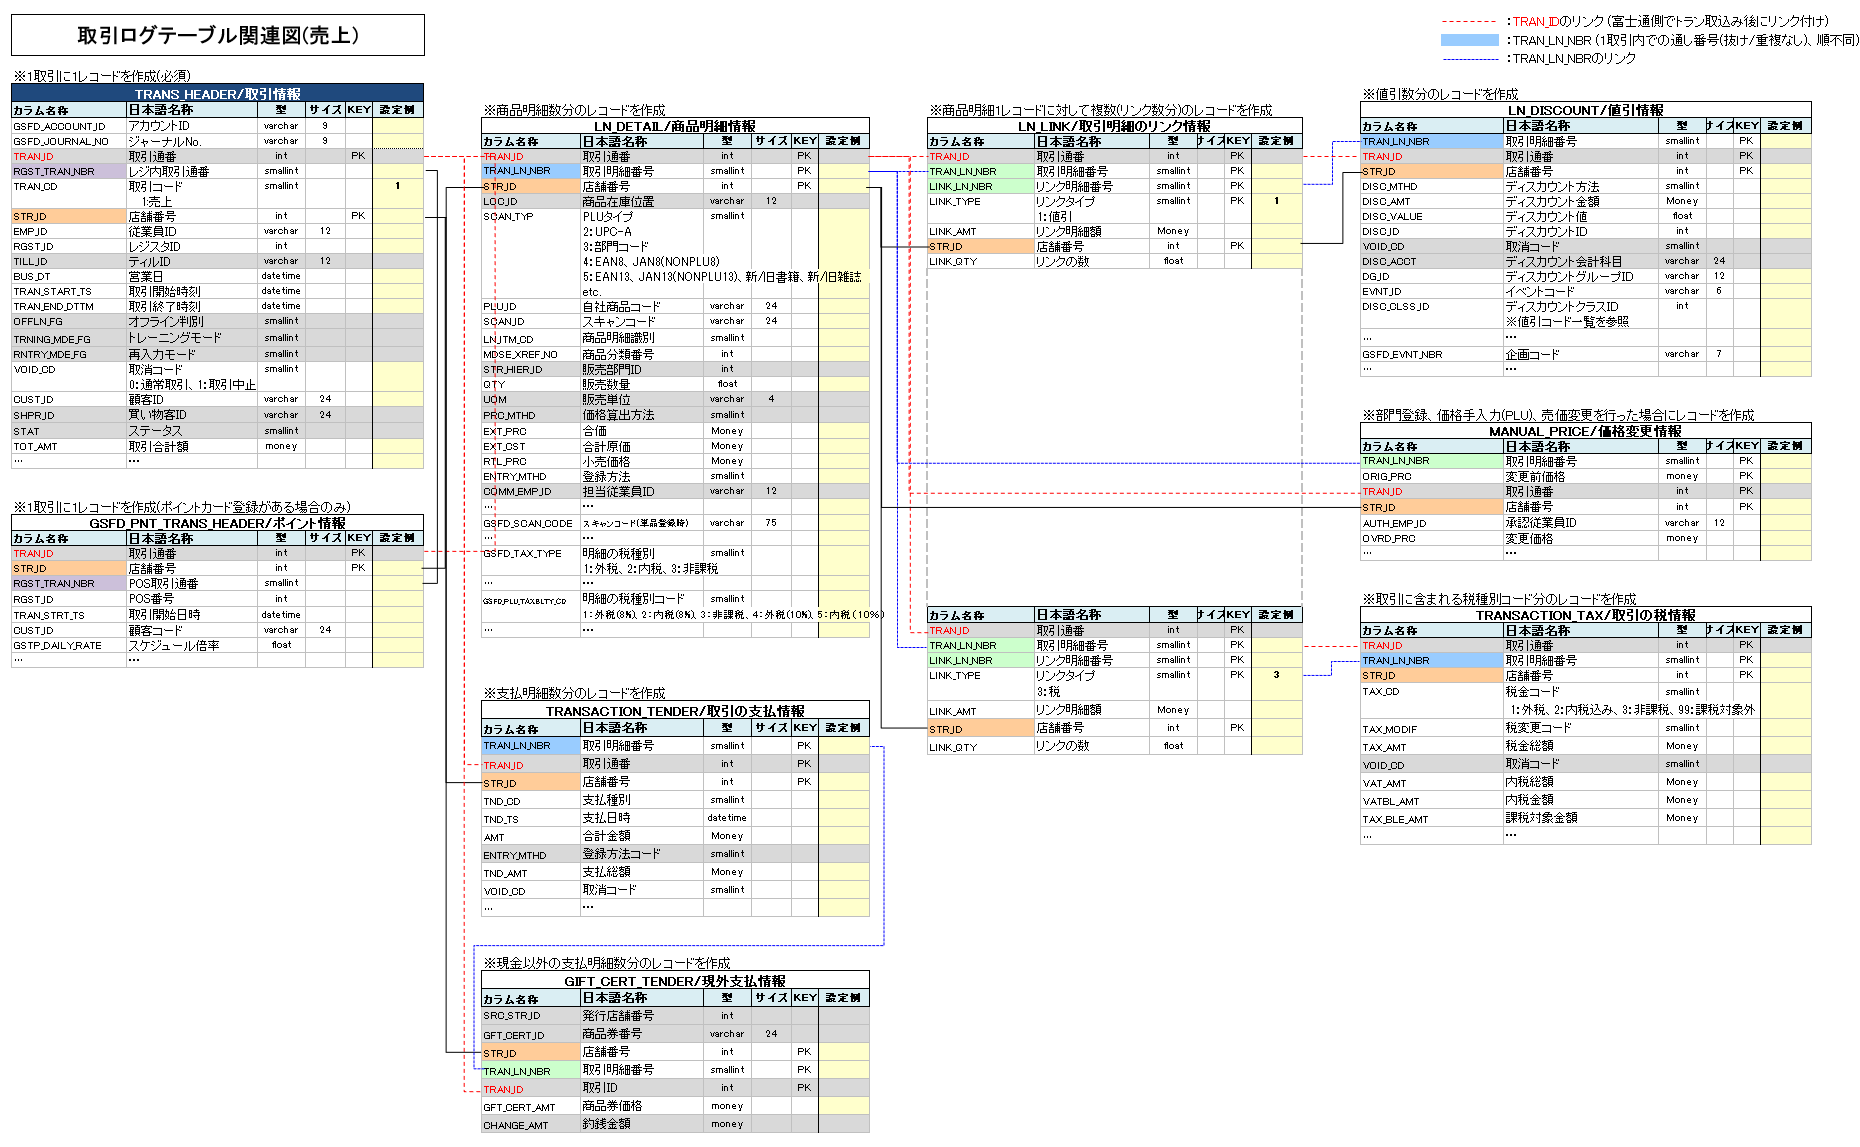 取引ログテーブル関連図(売上)
：TRAN_IDのリンク（富士通側でトラン取込み後にリンク付け）
：TRAN_LN_NBR（1取引内での通し番号(抜け/重複なし)、順不同）
：TRAN_LN_NBRのリンク
※1取引に1レコードを作成(必須)
TRANS_HEADER/取引情報
カラム名称 日本語名称 型 サイズ KEY 設定例
GSFD_ACCOUNT_ID アカウントID varchar 9
GSFD_JOURNAL_NO ジャーナルNo. varchar 9
TRAN_ID 取引通番 int PK
RGST_TRAN_NBR レジ内取引通番 smallint
TRAN_CD 取引コード smallint 1
1:売上
STR_ID 店舗番号 int PK
EMP_ID 従業員ID varchar 12
RGST_ID レジスタID int
TILL_ID ティルID varchar 12
BUS_DT 営業日 datetime
TRAN_START_TS 取引開始時刻 datetime
TRAN_END_DTTM 取引終了時刻 datetime
OFFLN_FG オフライン判別 smallint
TRNING_MDE_FG トレーニングモード smallint
RNTRY_MDE_FG 再入力モード smallint
VOID_CD 取消コード smallint
0:通常取引、1:取引中止
CUST_ID 顧客ID varchar 24
SHPR_ID 買い物客ID varchar 24
STAT ステータス smallint
TOT_AMT 取引合計額 money
… …
※1取引に1レコードを作成(ポイントカード登録がある場合のみ)
GSFD_PNT_TRANS_HEADER/ポイント情報
カラム名称 日本語名称 型 サイズ KEY 設定例
TRAN_ID 取引通番 int PK
STR_ID 店舗番号 int PK
RGST_TRAN_NBR POS取引通番 smallint
RGST_ID POS番号 int
TRAN_STRT_TS 取引開始日時 datetime
CUST_ID 顧客コード varchar 24
GSTP_DAILY_RATE スケジュール倍率 float
… …
※商品明細数分のレコードを作成
LN_DETAIL/商品明細情報
カラム名称 日本語名称 型 サイズ KEY 設定例
TRAN_ID 取引通番 int PK
TRAN_LN_NBR 取引明細番号 smallint PK
STR_ID 店舗番号 int PK
LOC_ID 商品在庫位置 varchar 12
SCAN_TYP PLUタイプ smallint
2:UPC-A
3:部門コード
4:EAN8、JAN8(NONPLU8)
5:EAN13、JAN13(NONPLU13)、新/旧書籍、新/旧雑誌
etc.
PLU_ID 自社商品コード varchar 24
SCAN_ID スキャンコード varchar 24
LN_ITM_CD 商品明細識別 smallint
MDSE_XREF_NO 商品分類番号 int
STR_HIER_ID 販売部門ID int
QTY 販売数量 float
UOM 販売単位 varchar 4
PRC_MTHD 価格算出方法 smallint
EXT_PRC 合価 Money
EXT_CST 合計原価 Money
RTL_PRC 小売価格 Money
ENTRY_MTHD 登録方法 smallint
COMM_EMP_ID 担当従業員ID varchar 12
… …
GSFD_SCAN_CODE スキャンコード(単品登録時) varchar 75
… …
GSFD_TAX_TYPE 明細の税種別 smallint
1:外税、2:内税、3:非課税
… …
GSFD_PLU_TAXBLTY_CD 明細の税種別コード smallint
1:外税(8%)、2:内税(8%)、3:非課税、4:外税(10%)、5:内税(10%)
… …
※支払明細数分のレコードを作成
TRANSACTION_TENDER/取引の支払情報
カラム名称 日本語名称 型 サイズ KEY 設定例
TRAN_LN_NBR 取引明細番号 smallint PK
TRAN_ID 取引通番 int PK
STR_ID 店舗番号 int PK
TND_CD 支払種別 smallint
TND_TS 支払日時 datetime
AMT 合計金額 Money
ENTRY_MTHD 登録方法コード smallint
TND_AMT 支払総額 Money
VOID_CD 取消コード smallint
… …
※現金以外の支払明細数分のレコードを作成
GIFT_CERT_TENDER/現外支払情報
カラム名称 日本語名称 型 サイズ KEY 設定例
SRC_STR_ID 発行店舗番号 int
GFT_CERT_ID 商品券番号 varchar 24
STR_ID 店舗番号 int PK
TRAN_LN_NBR 取引明細番号 smallint PK
TRAN_ID 取引ID int PK
GFT_CERT_AMT 商品券価格 money
CHANGE_AMT 釣銭金額 money
※商品明細1レコードに対して複数(リンク数分)のレコードを作成
LN_LINK/取引明細のリンク情報
カラム名称 日本語名称 型 サイズ KEY 設定例
TRAN_ID 取引通番 int PK
TRAN_LN_NBR 取引明細番号 smallint PK
LINK_LN_NBR リンク明細番号 smallint PK
LINK_TYPE リンクタイプ smallint PK 1
1:値引
LINK_AMT リンク明細額 Money
STR_ID 店舗番号 int PK
LINK_QTY リンクの数 float
カラム名称 日本語名称 型 サイズ KEY 設定例
TRAN_ID 取引通番 int PK
TRAN_LN_NBR 取引明細番号 smallint PK
LINK_LN_NBR リンク明細番号 smallint PK
LINK_TYPE リンクタイプ smallint PK 3
3:税
LINK_AMT リンク明細額 Money
STR_ID 店舗番号 int PK
LINK_QTY リンクの数 float
※値引数分のレコードを作成
LN_DISCOUNT/値引情報
カラム名称 日本語名称 型 サイズ KEY 設定例
TRAN_LN_NBR 取引明細番号 smallint PK
TRAN_ID 取引通番 int PK
STR_ID 店舗番号 int PK
DISC_MTHD ディスカウント方法 smallint
DISC_AMT ディスカウント金額 Money
DISC_VALUE ディスカウント値 float
DISC_ID ディスカウントID int
VOID_CD 取消コード smallint
DISC_ACCT ディスカウント会計科目 varchar 24
DG_ID ディスカウントグループID varchar 12
EVNT_ID イベントコード varchar 6
DISC_CLSS_ID ディスカウントクラスID int
※値引コード一覧を参照
… …
GSFD_EVNT_NBR 企画コード varchar 7
… …
※部門登録、価格手入力(PLU)、売価変更を行った場合にレコードを作成
MANUAL_PRICE/価格変更情報
カラム名称 日本語名称 型 サイズ KEY 設定例
TRAN_LN_NBR 取引明細番号 smallint PK
ORIG_PRC 変更前価格 money PK
TRAN_ID 取引通番 int PK
STR_ID 店舗番号 int PK
AUTH_EMP_ID 承認従業員ID varchar 12
OVRD_PRC 変更価格 money
… …
※取引に含まれる税種別コード分のレコードを作成
TRANSACTION_TAX/取引の税情報
カラム名称 日本語名称 型 サイズ KEY 設定例
TRAN_ID 取引通番 int PK
TRAN_LN_NBR 取引明細番号 smallint PK
STR_ID 店舗番号 int PK
TAX_CD 税金コード smallint
1:外税、2:内税込み、3:非課税、99:課税対象外
TAX_MODIF 税変更コード smallint
TAX_AMT 税金総額 Money
VOID_CD 取消コード smallint
VAT_AMT 内税総額 Money
VATBL_AMT 内税金額 Money
TAX_BLE_AMT 課税対象金額 Money
… …